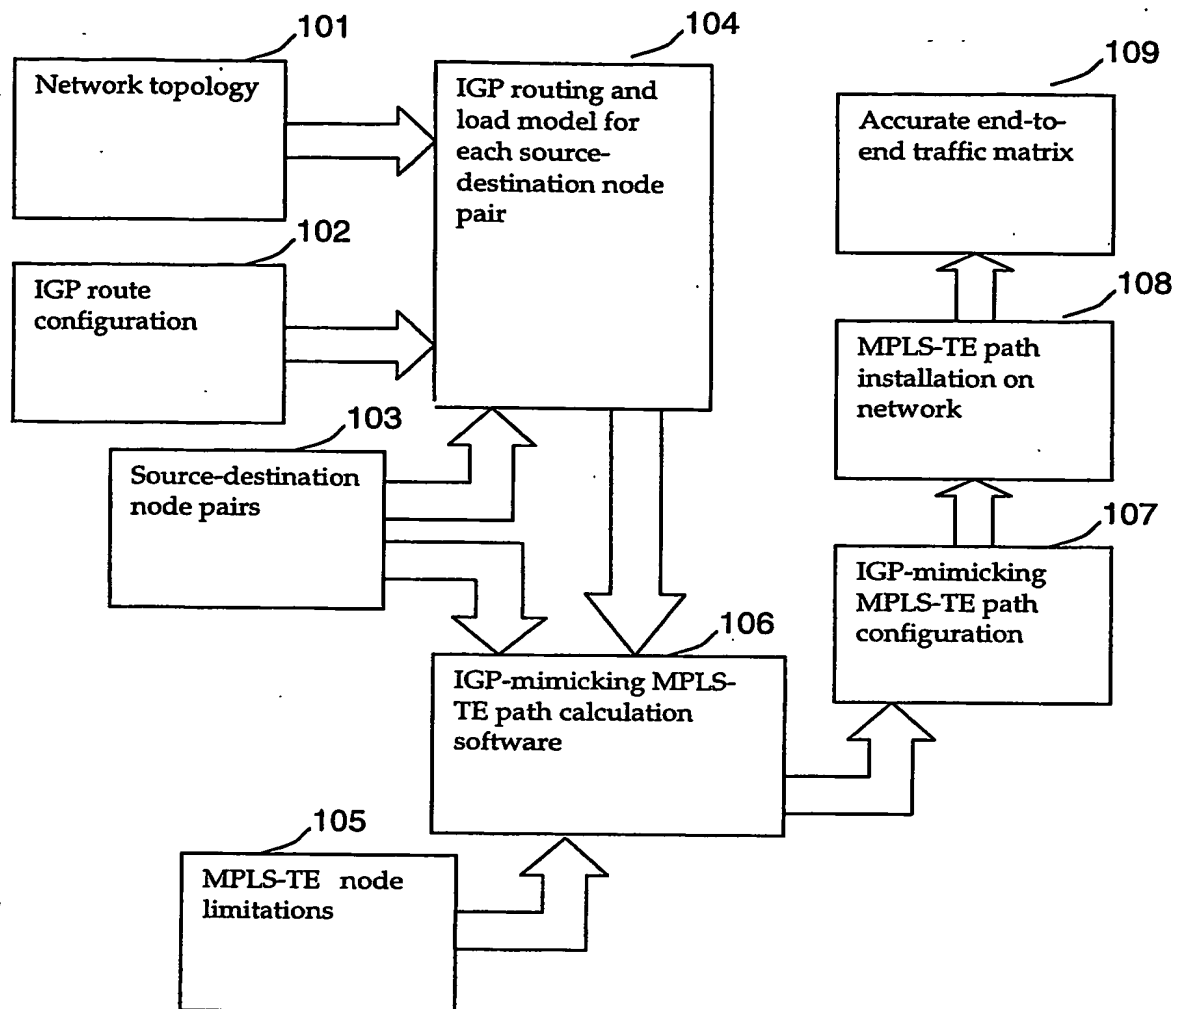 101
Network topology
102
IGP route
configuration
103
Source-destination
node pairs
104
IGP routing and
load model for
each source-
destination node
pair
105
MPLS-TE node
limitations
106
IGP-mimicking MPLS-
TE path calculation
software
107
IGP-mimicking
MPLS-TE path
configuration
108
MPLS-TE path
installation on
network
109
Accurate end-to-
end traffic matrix